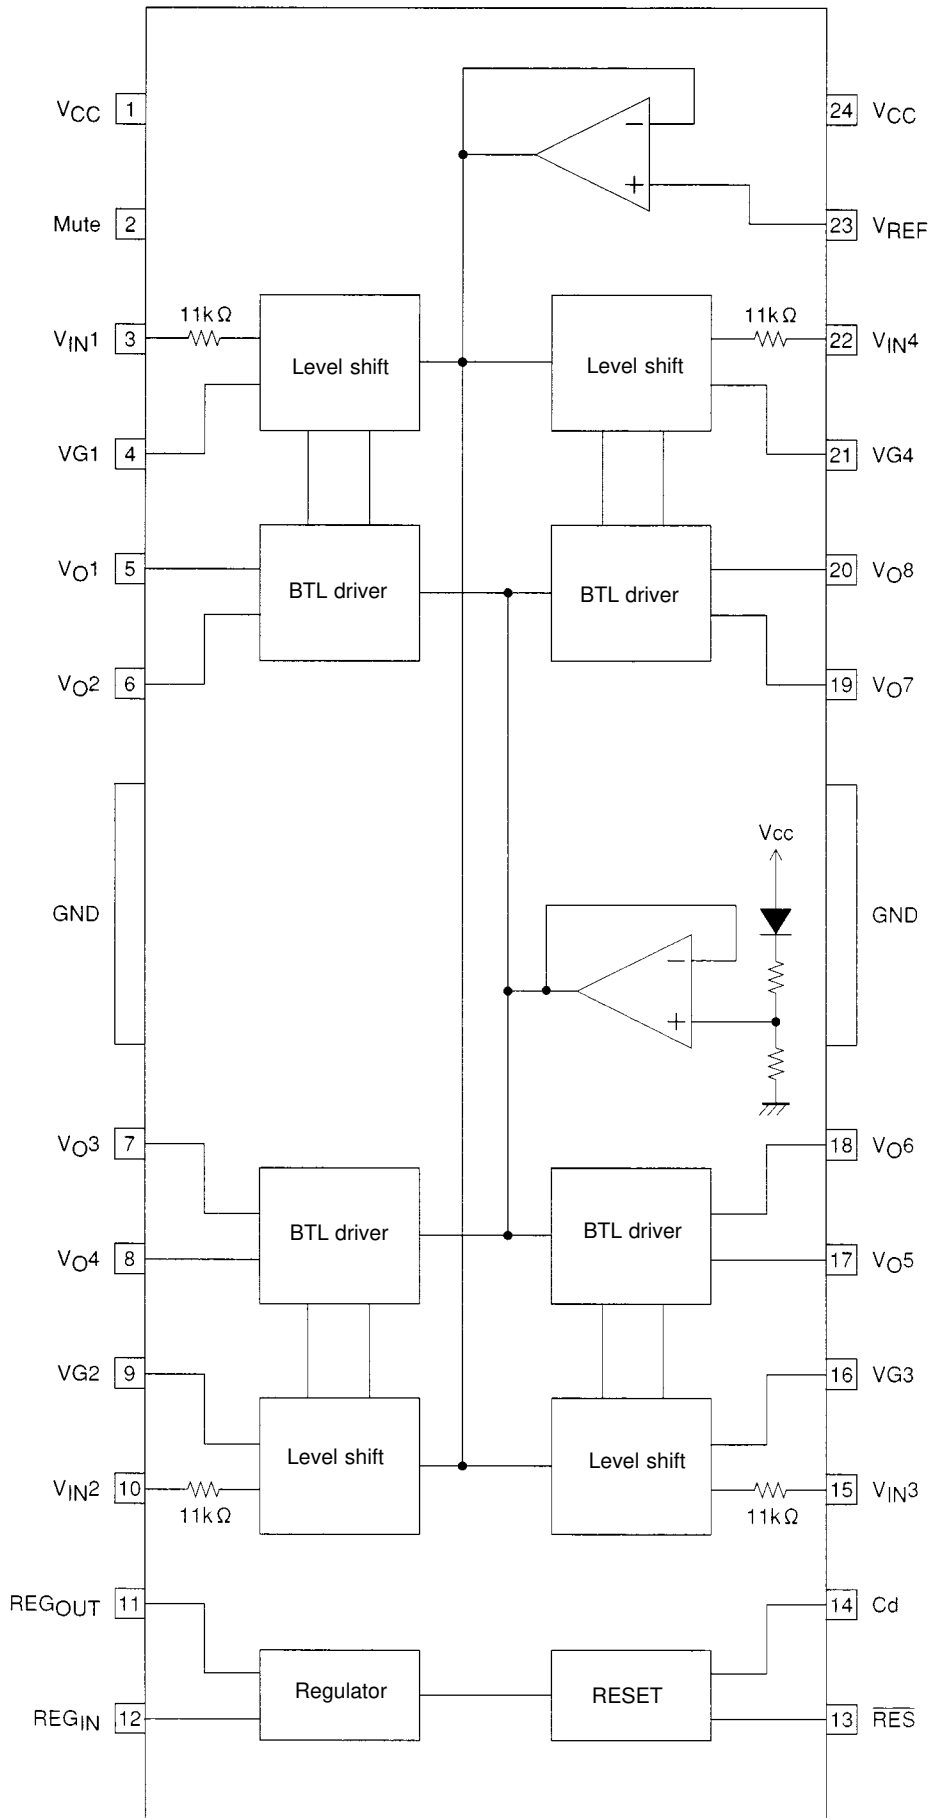 VCC 1
24 VCC
Mute 2
23 VREF
− +
VIN1 3 11kΩ
11kΩ 22 VIN4
Level shift
Level shift
VG1 4
21 VG4
VO1 5
20 VO8
BTL driver
BTL driver
VO2 6
19 VO7
Vcc
GND
GND
− +
VO3 7
18 VO6
BTL driver
BTL driver
VO4 8
17 VO5
VG2 9
16 VG3
Level shift
Level shift
VIN2 10 11kΩ
11kΩ 15 VIN3
REGOUT 11
14 Cd
Regulator
RESET
REGIN 12
13 R̅E̅S̅